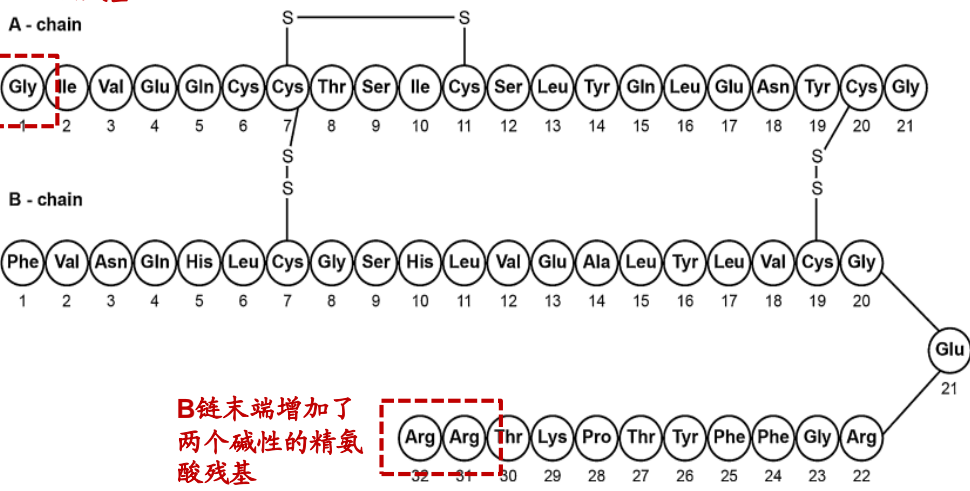 A - chain
S S
Gly Ile Val Glu Gln Cys Cys Thr Ser Ile Cys Ser Leu Tyr Gln Leu Glu Asn Tyr Cys Gly
1 2 3 4 5 6 7 8 9 10 11 12 13 14 15 16 17 18 19 20 21
S S
S S
B - chain
Phe Val Asn Gln His Leu Cys Gly Ser His Leu Val Glu Ala Leu Tyr Leu Val Cys Gly
1 2 3 4 5 6 7 8 9 10 11 12 13 14 15 16 17 18 19 20
Glu
21
B链末端增加了
两个碱性的精氨
酸残基
Arg Arg Thr Lys Pro Thr Tyr Phe Phe Gly Arg
32 31 30 29 28 27 26 25 24 23 22